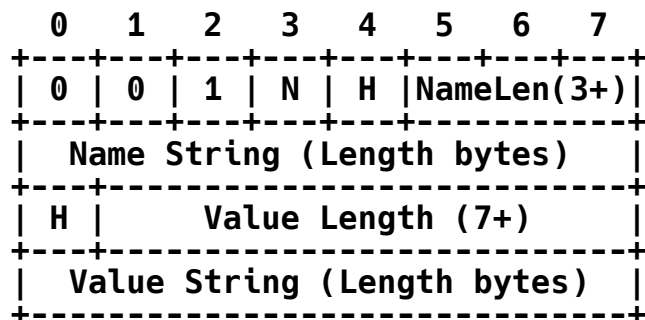 0   1   2   3   4   5   6   7
+---+---+---+---+---+---+---+---+
| 0 | 0 | 1 | N | H |NameLen(3+)|
+---+---+---+---+---+-----------+
|  Name String (Length bytes)   |
+---+---------------------------+
| H |     Value Length (7+)     |
+---+---------------------------+
|  Value String (Length bytes)  |
+-------------------------------+